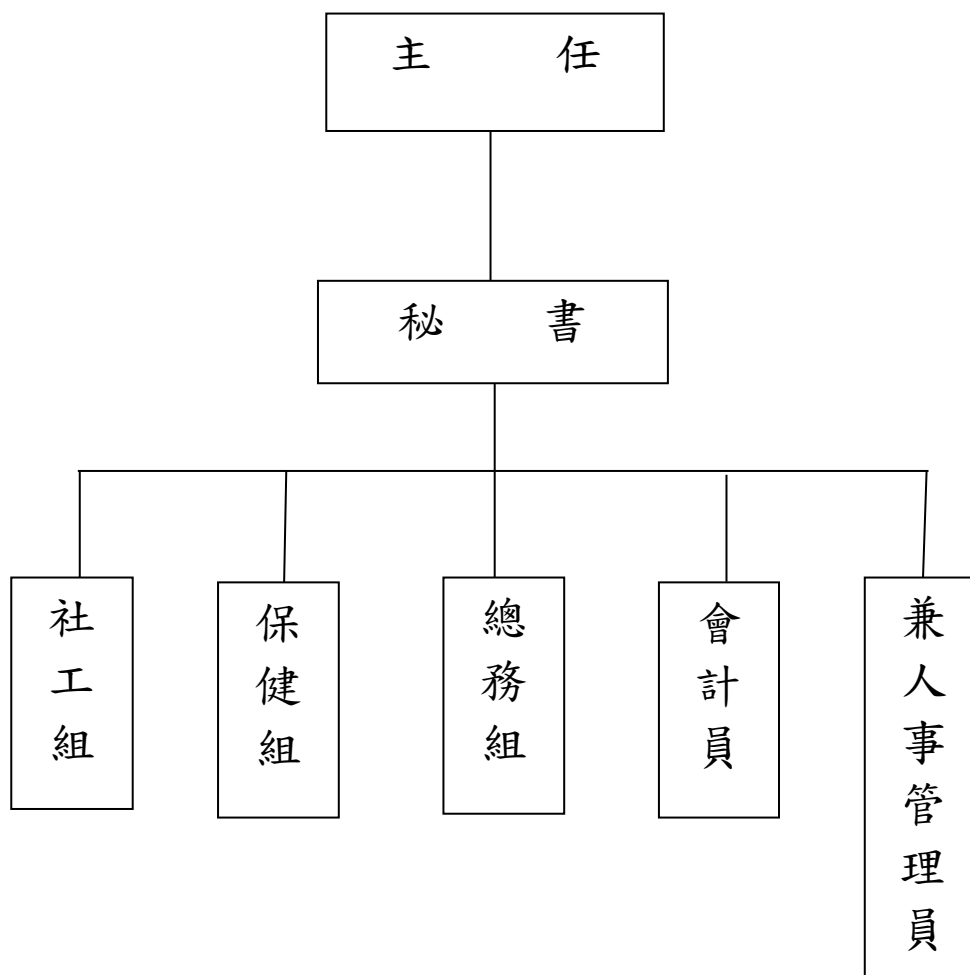 主 任
秘 書
社工組
保健組
總務組
會計員
兼人事管理員